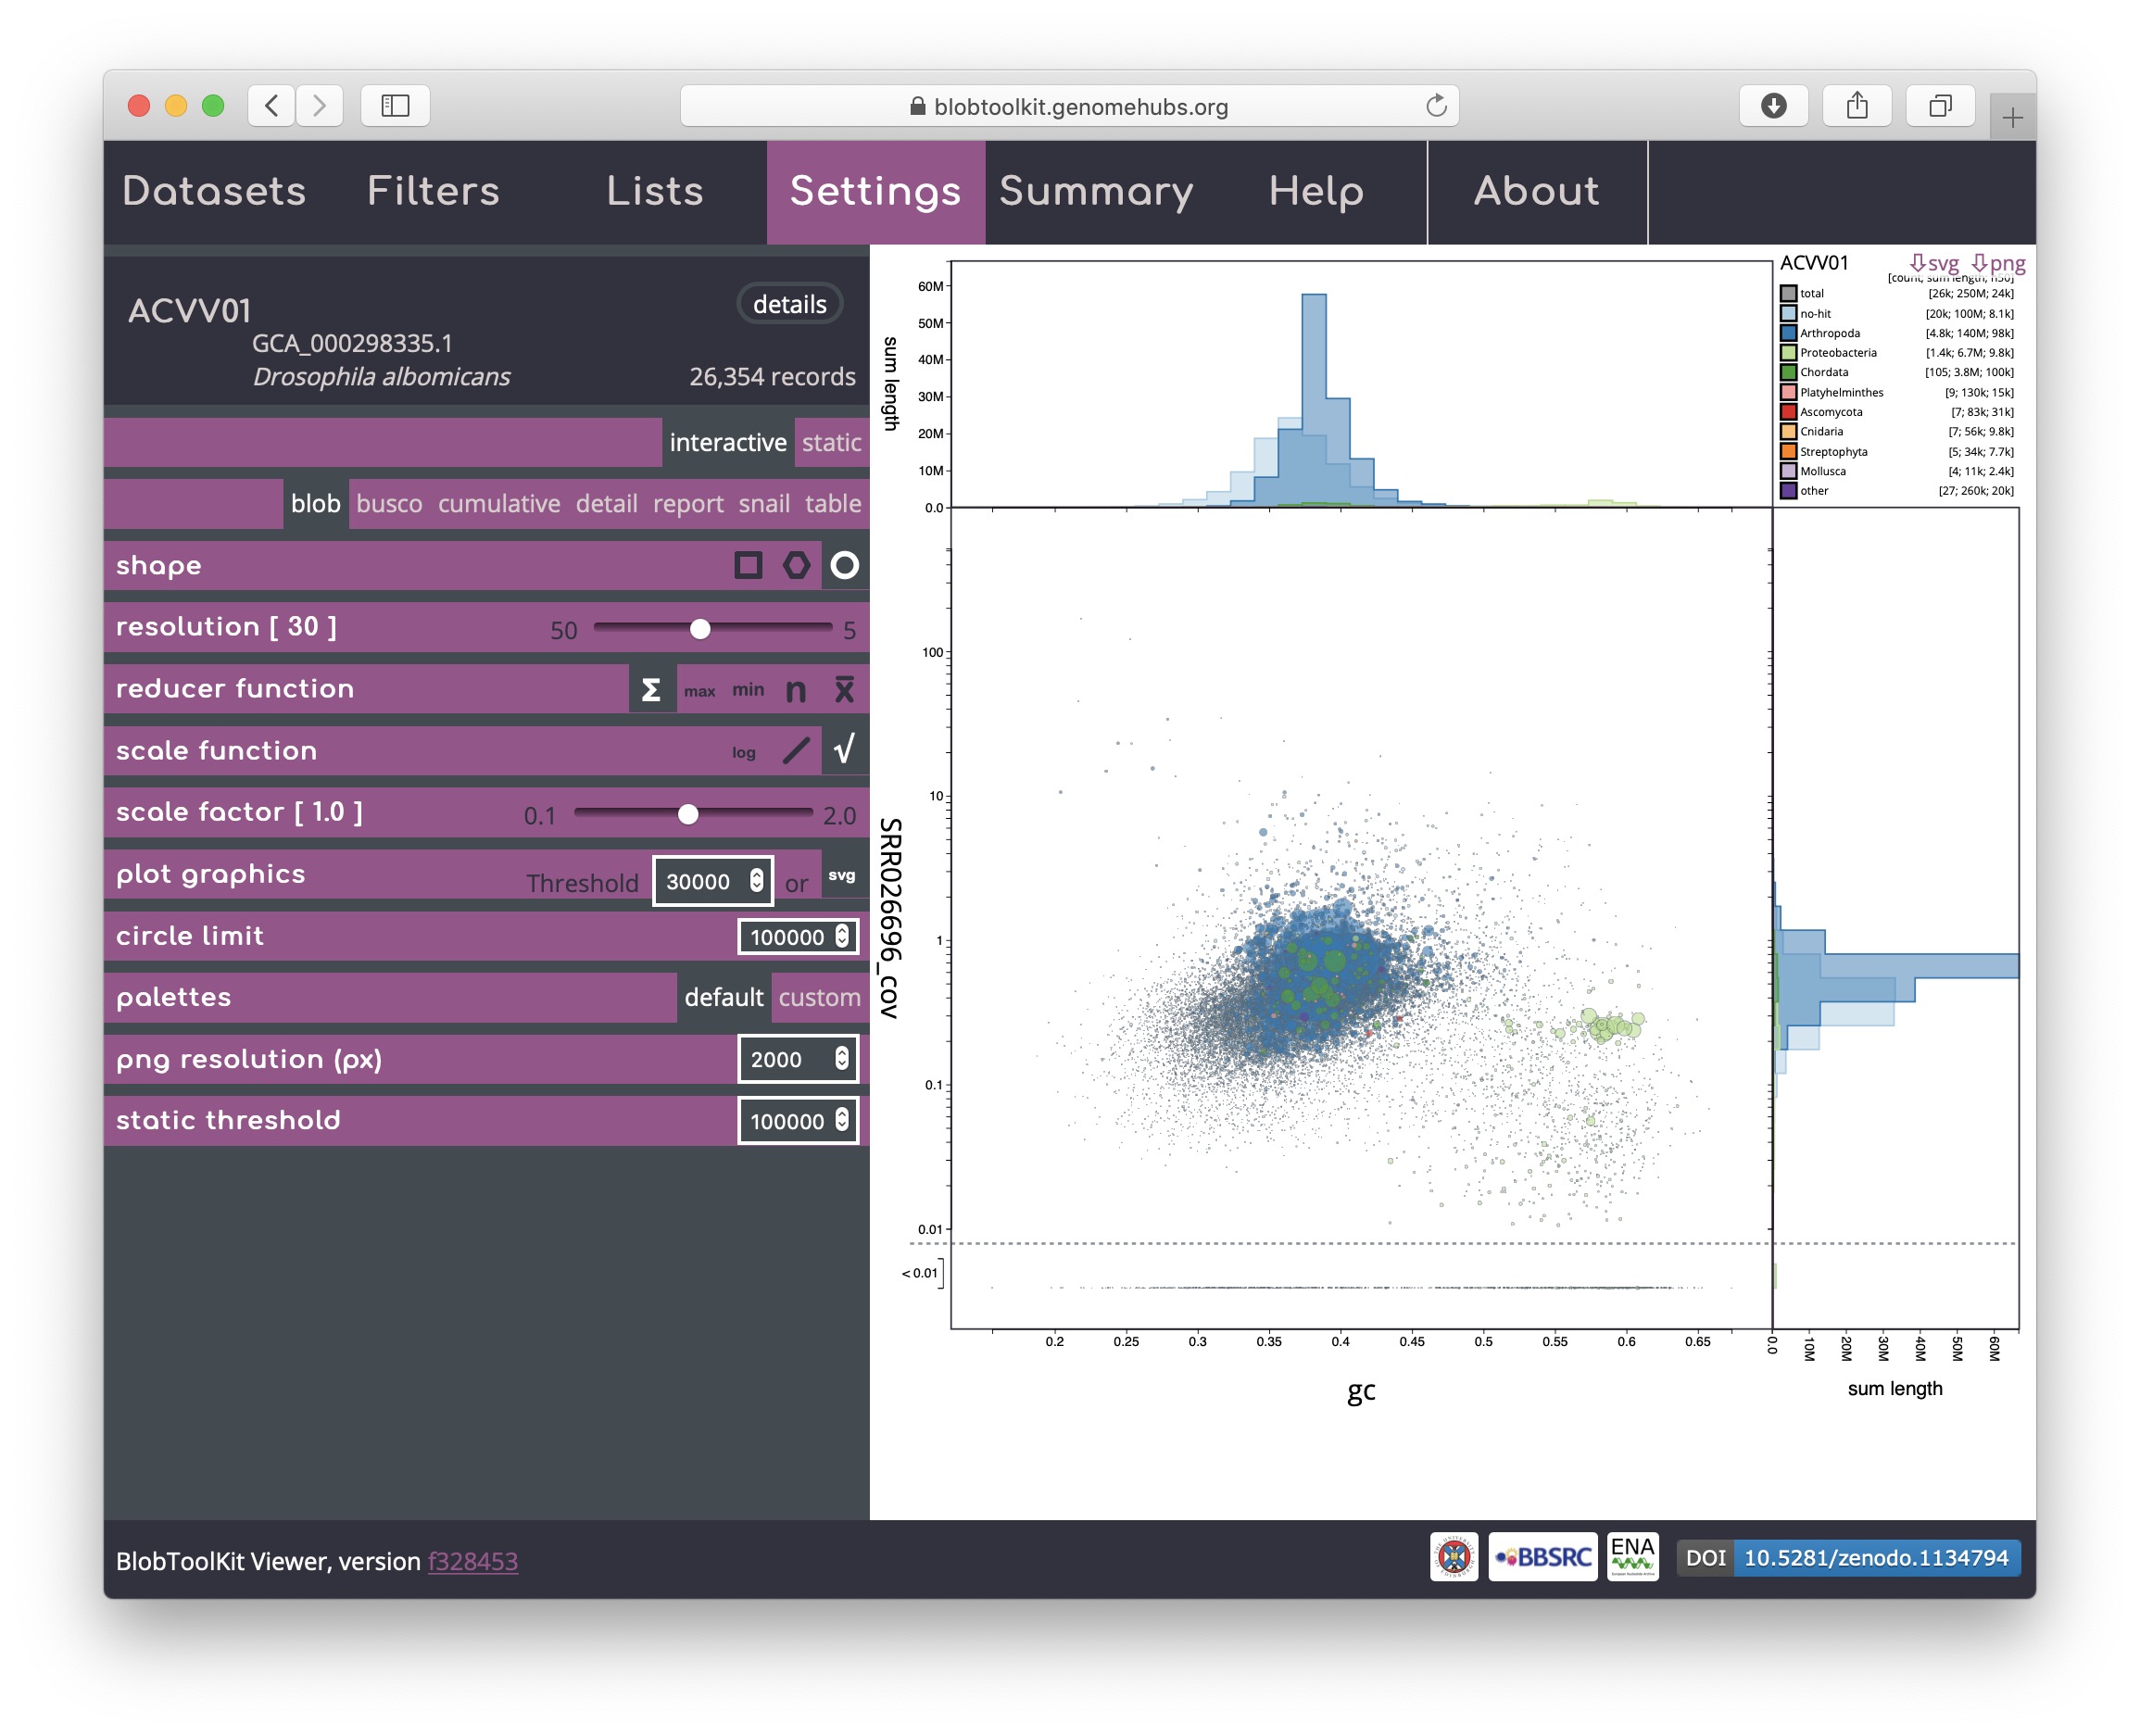 blobtoolkit.genomehubs.org
Datasets Filters Lists Settings Summary Help About
ACVV01 details
GCA_000298335.1
Drosophila albomicans 26,354 records
interactive static
blob busco cumulative detail report snail table
shape
resolution [ 30 ] 50 5
reducer function Σ max min n x̄
scale function log √
scale factor [ 1.0 ] 0.1 2.0
plot graphics Threshold 30000 or svg
circle limit 100000
palettes default custom
png resolution (px) 2000
static threshold 100000
sum length
60M
50M
40M
30M
20M
10M
0.0
ACVV01 svg png
[count; sum length; n50]
total [26k; 250M; 24k]
no-hit [20k; 100M; 8.1k]
Arthropoda [4.8k; 140M; 98k]
Proteobacteria [1.4k; 6.7M; 9.8k]
Chordata [105; 3.8M; 100k]
Platyhelminthes [9; 130k; 15k]
Ascomycota [7; 83k; 31k]
Cnidaria [7; 56k; 9.8k]
Streptophyta [5; 34k; 7.7k]
Mollusca [4; 11k; 2.4k]
other [27; 260k; 20k]
SRR026696_cov
100
10
1
0.1
0.01
< 0.01
0.2 0.25 0.3 0.35 0.4 0.45 0.5 0.55 0.6 0.65
gc
0.0 10M 20M 30M 40M 50M 60M
sum length
BlobToolKit Viewer, version f328453
BBSRC
ENA
DOI 10.5281/zenodo.1134794